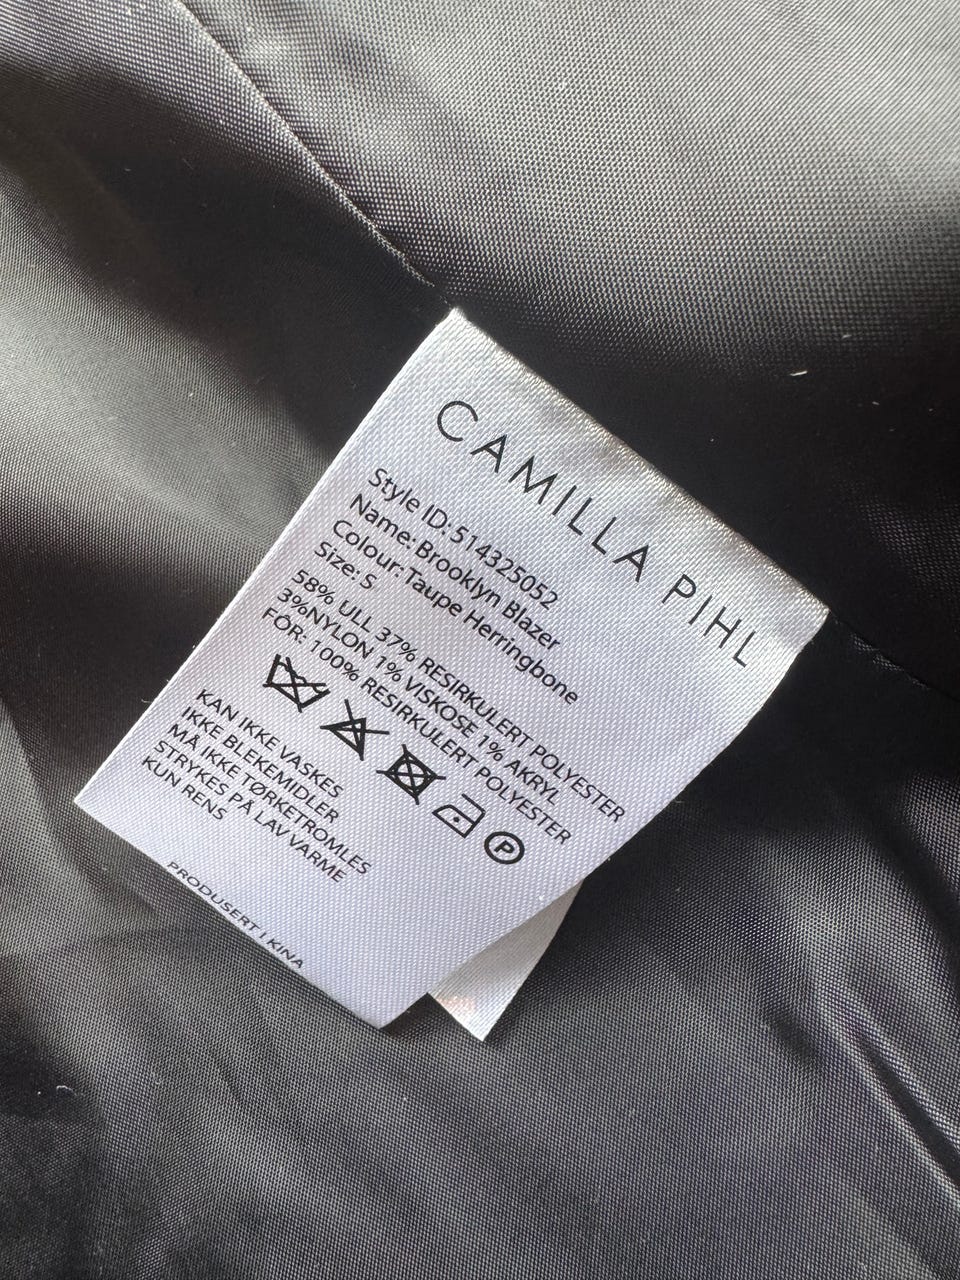 CAMILLA PIHL
Style ID: 514325052
Name: Brooklyn Blazer
Colour: Taupe Herringbone
Size: S
58% ULL 37% RESIRKULERT POLYESTER
3%NYLON 1% VISKOSE 1% AKRYL
FÔR: 100% RESIRKULERT POLYESTER
P
KAN IKKE VASKES
IKKE BLEKEMIDLER
MÅ IKKE TØRKETROMLES
STRYKES PÅ LAV VARME
KUN RENS
PRODUSERT I KINA